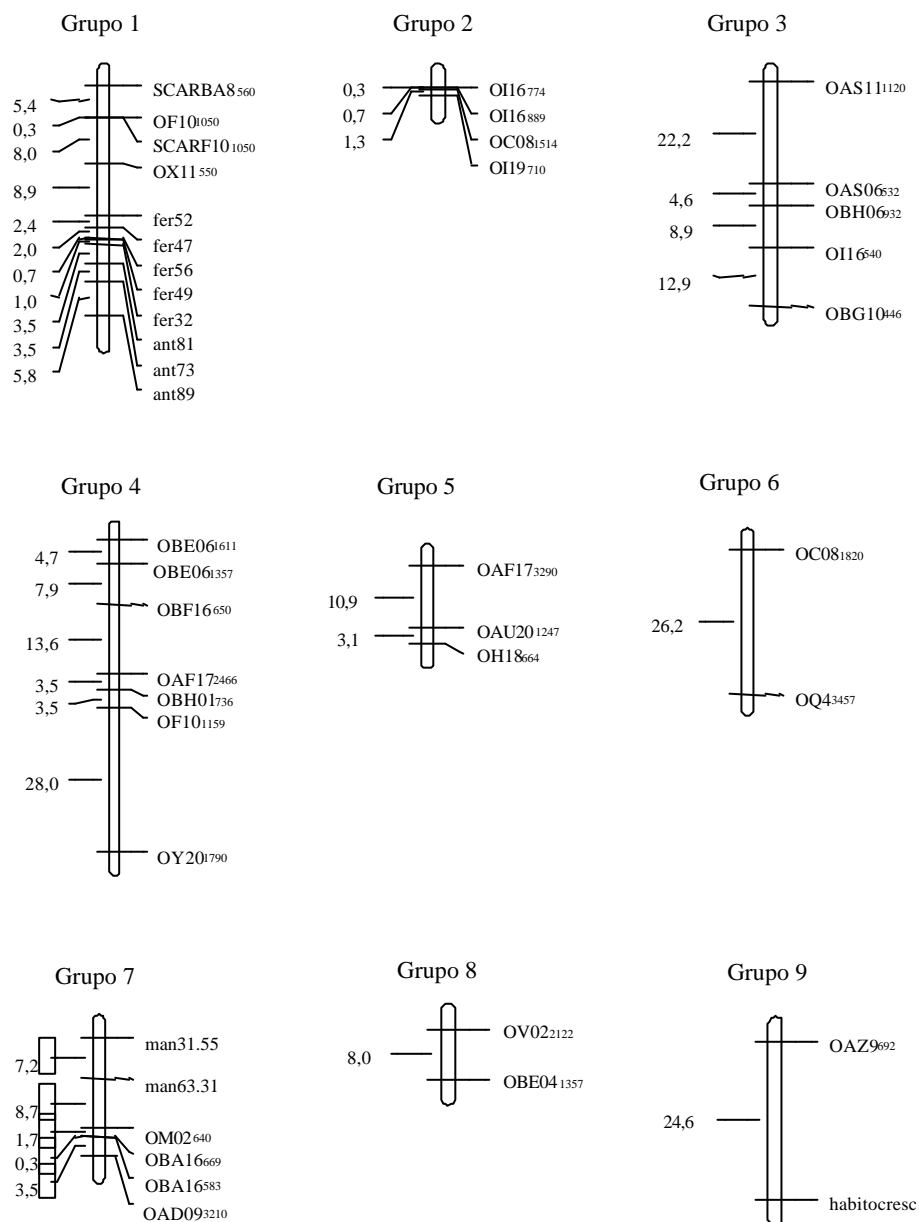 Grupo 1
5,4
0,3
8,0
8,9
2,4
2,0
0,7
1,0
3,5
3,5
5,8
SCARBA8560
OF101050
SCARF101050
OX11550
fer52
fer47
fer56
fer49
fer32
ant81
ant73
ant89
Grupo 2
0,3
0,7
1,3
OI16774
OI16889
OC081514
OI19710
Grupo 3
22,2
4,6
8,9
12,9
OAS111120
OAS06532
OBH06932
OI16540
OBG10446
Grupo 4
4,7
7,9
13,6
3,5
3,5
28,0
OBE061611
OBE061357
OBF16650
OAF172466
OBH01736
OF101159
OY201790
Grupo 5
10,9
3,1
OAF173290
OAU201247
OH18664
Grupo 6
26,2
OC081820
OQ43457
Grupo 7
7,2
8,7
1,7
0,3
3,5
man31.55
man63.31
OM02640
OBA16669
OBA16583
OAD093210
Grupo 8
8,0
OV022122
OBE041357
Grupo 9
24,6
OAZ9692
habitocresc